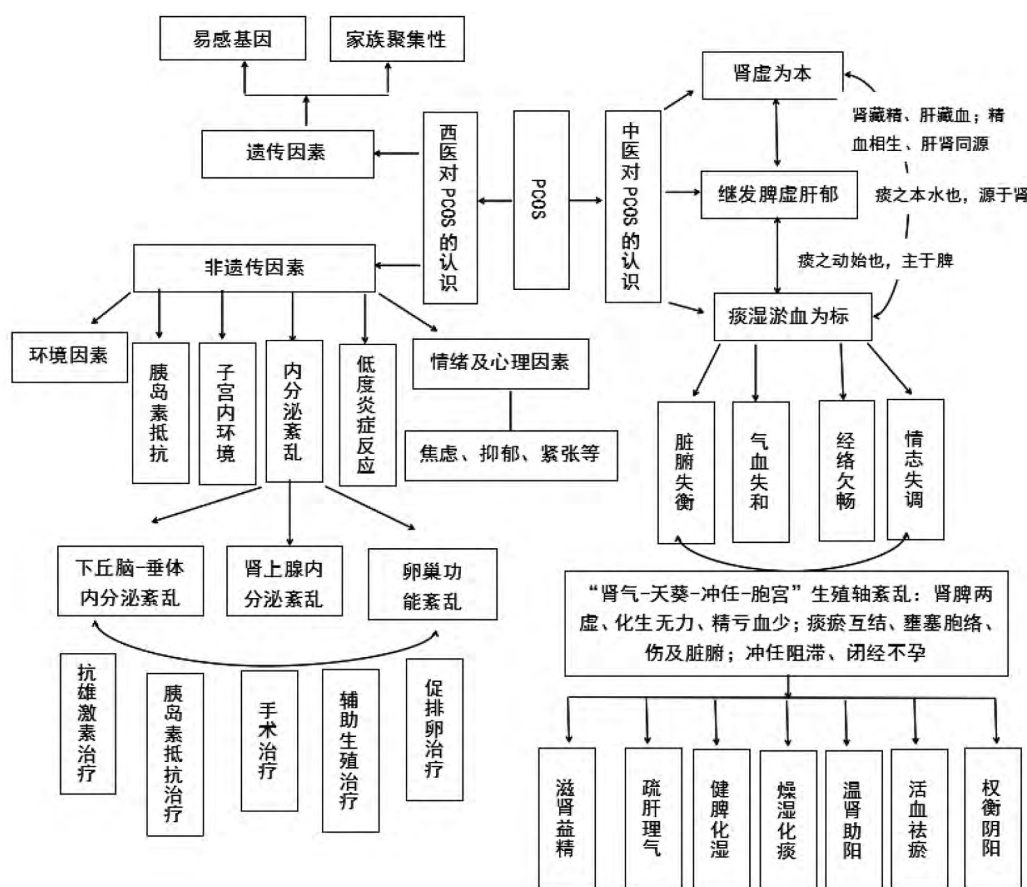 易感基因
家族聚集性
遗传因素
西医对PCOS的认识
PCOS
中医对PCOS的认识
肾虚为本
肾藏精、肝藏血；精
血相生、肝肾同源
继发脾虚肝郁
痰之本水也，源于肾
痰之动始也，主于脾
痰湿淤血为标
非遗传因素
环境因素
胰岛素抵抗
子宫内环境
内分泌紊乱
低度炎症反应
情绪及心理因素
焦虑、抑郁、紧张等
下丘脑-垂体
内分泌紊乱
肾上腺内
分泌紊乱
卵巢功
能紊乱
抗雄激素治疗
胰岛素抵抗治疗
手术治疗
辅助生殖治疗
促排卵治疗
脏腑失衡
气血失和
经络欠畅
情志失调
“肾气-天葵-冲任-胞宫”生殖轴紊乱：肾脾两
虚、化生无力、精亏血少；痰瘀互结、壅塞胞络、
伤及脏腑；冲任阻滞、闭经不孕
滋肾益精
疏肝理气
健脾化湿
燥湿化痰
温肾助阳
活血祛瘀
权衡阴阳